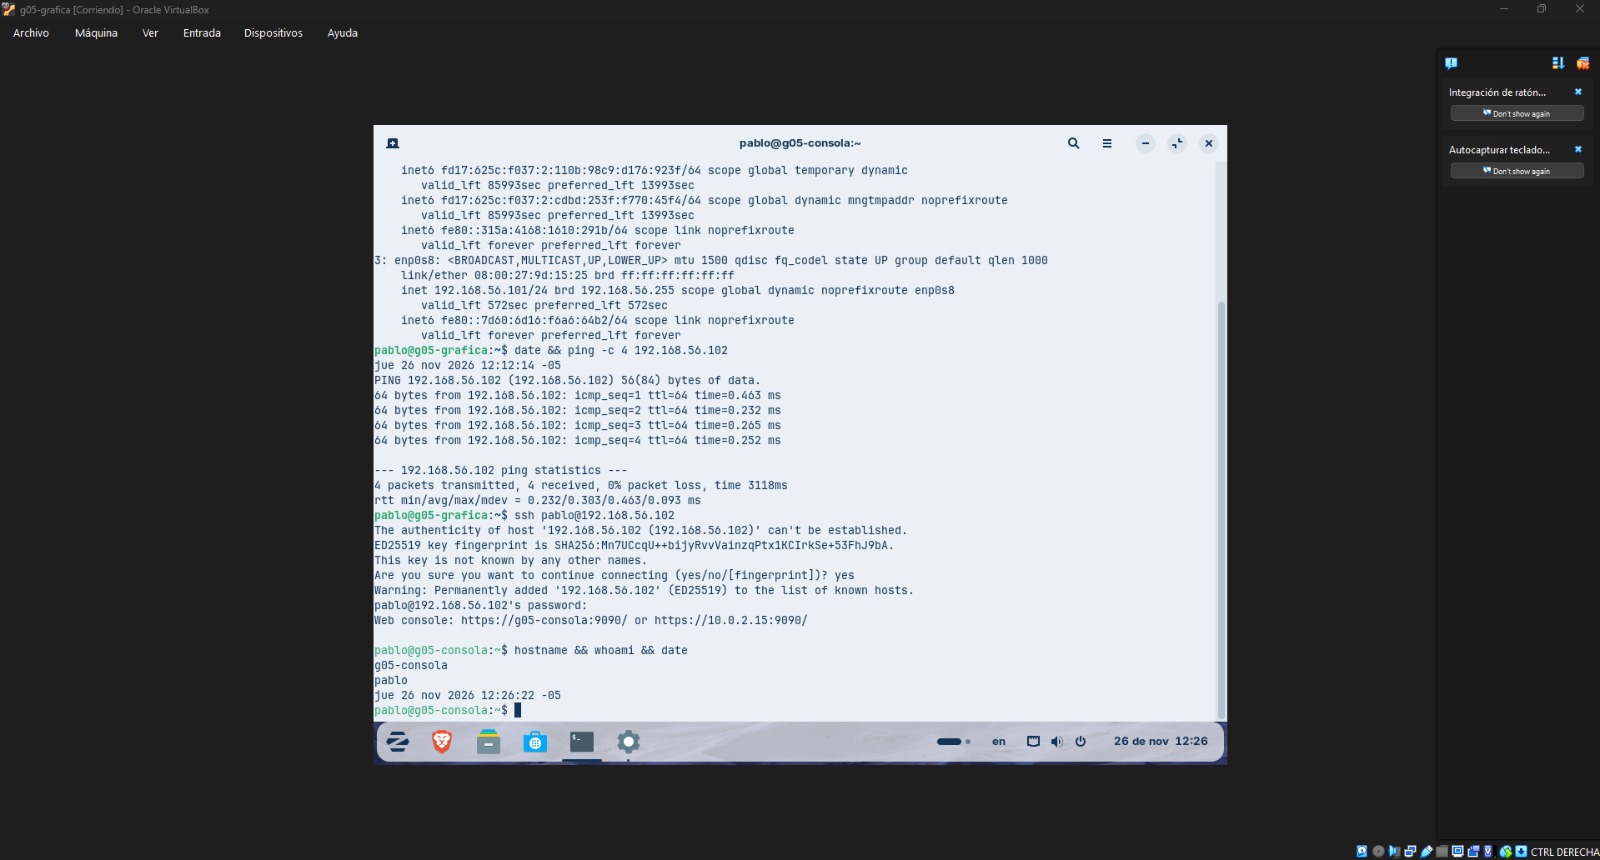 g05-grafica [Corriendo] - Oracle VirtualBox
Archivo Máquina Ver Entrada Dispositivos Ayuda
Integración de ratón...
Don't show again
Autocapturar teclado...
Don't show again
pablo@g05-consola:~
inet6 fd17:625c:f037:2:110b:98c9:d176:923f/64 scope global temporary dynamic
valid_lft 85993sec preferred_lft 13993sec
inet6 fd17:625c:f037:2:cdbd:253f:f770:45f4/64 scope global dynamic mngtmpaddr noprefixroute
valid_lft 85993sec preferred_lft 13993sec
inet6 fe80::315a:4168:1610:291b/64 scope link noprefixroute
valid_lft forever preferred_lft forever
3: enp0s8: <BROADCAST,MULTICAST,UP,LOWER_UP> mtu 1500 qdisc fq_codel state UP group default qlen 1000
link/ether 08:00:27:9d:15:25 brd ff:ff:ff:ff:ff:ff
inet 192.168.56.101/24 brd 192.168.56.255 scope global dynamic noprefixroute enp0s8
valid_lft 572sec preferred_lft 572sec
inet6 fe80::7d60:6d16:f6a6:64b2/64 scope link noprefixroute
valid_lft forever preferred_lft forever
pablo@g05-grafica:~$ date && ping -c 4 192.168.56.102
jue 26 nov 2026 12:12:14 -05
PING 192.168.56.102 (192.168.56.102) 56(84) bytes of data.
64 bytes from 192.168.56.102: icmp_seq=1 ttl=64 time=0.463 ms
64 bytes from 192.168.56.102: icmp_seq=2 ttl=64 time=0.232 ms
64 bytes from 192.168.56.102: icmp_seq=3 ttl=64 time=0.265 ms
64 bytes from 192.168.56.102: icmp_seq=4 ttl=64 time=0.252 ms
--- 192.168.56.102 ping statistics ---
4 packets transmitted, 4 received, 0% packet loss, time 3118ms
rtt min/avg/max/mdev = 0.232/0.303/0.463/0.093 ms
pablo@g05-grafica:~$ ssh pablo@192.168.56.102
The authenticity of host '192.168.56.102 (192.168.56.102)' can't be established.
ED25519 key fingerprint is SHA256:Mn7UCcqU++bijyRvvVainzqPtx1KCIrkSe+53FhJ9bA.
This key is not known by any other names.
Are you sure you want to continue connecting (yes/no/[fingerprint])? yes
Warning: Permanently added '192.168.56.102' (ED25519) to the list of known hosts.
pablo@192.168.56.102's password:
Web console: https://g05-consola:9090/ or https://10.0.2.15:9090/
pablo@g05-consola:~$ hostname && whoami && date
g05-consola
pablo
jue 26 nov 2026 12:26:22 -05
pablo@g05-consola:~$
en 26 de nov 12:26
CTRL DERECHA